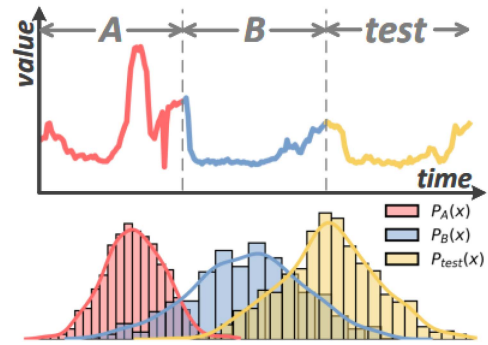 A B test
value
time
P_A(x)
P_B(x)
P_test(x)